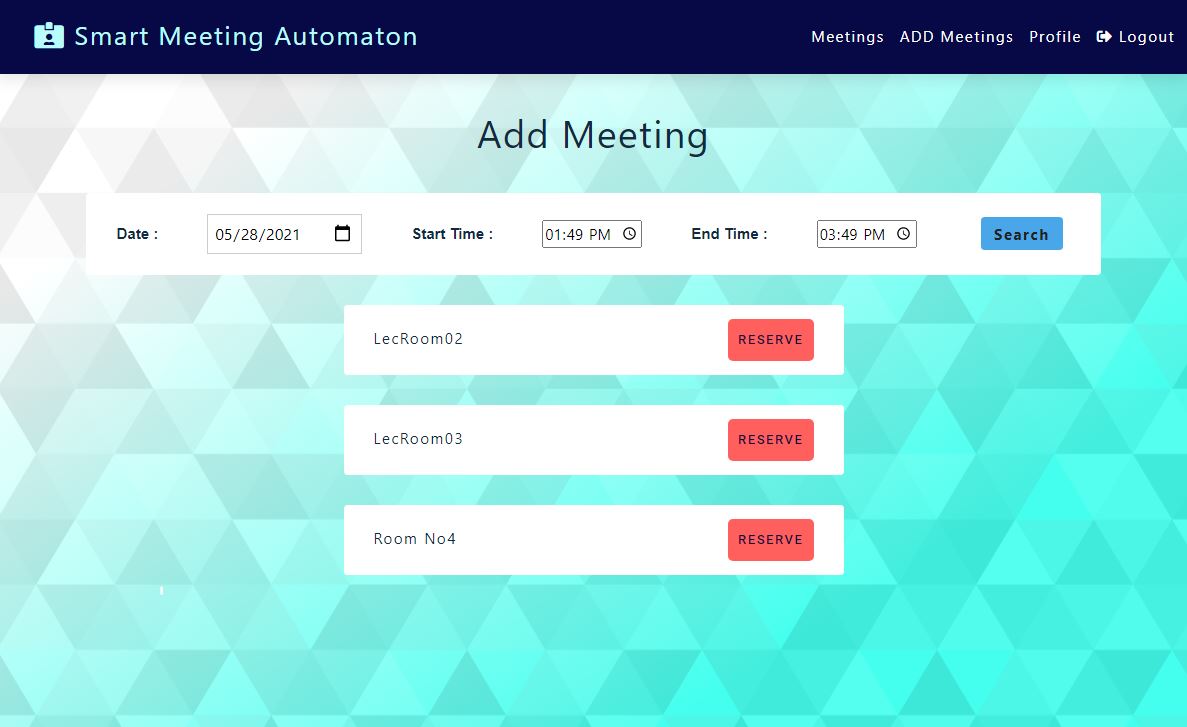 Smart Meeting Automaton
Meetings ADD Meetings Profile Logout
Add Meeting
Date : 05/28/2021 Start Time : 01:49 PM End Time : 03:49 PM Search
LecRoom02 RESERVE
LecRoom03 RESERVE
Room No4 RESERVE